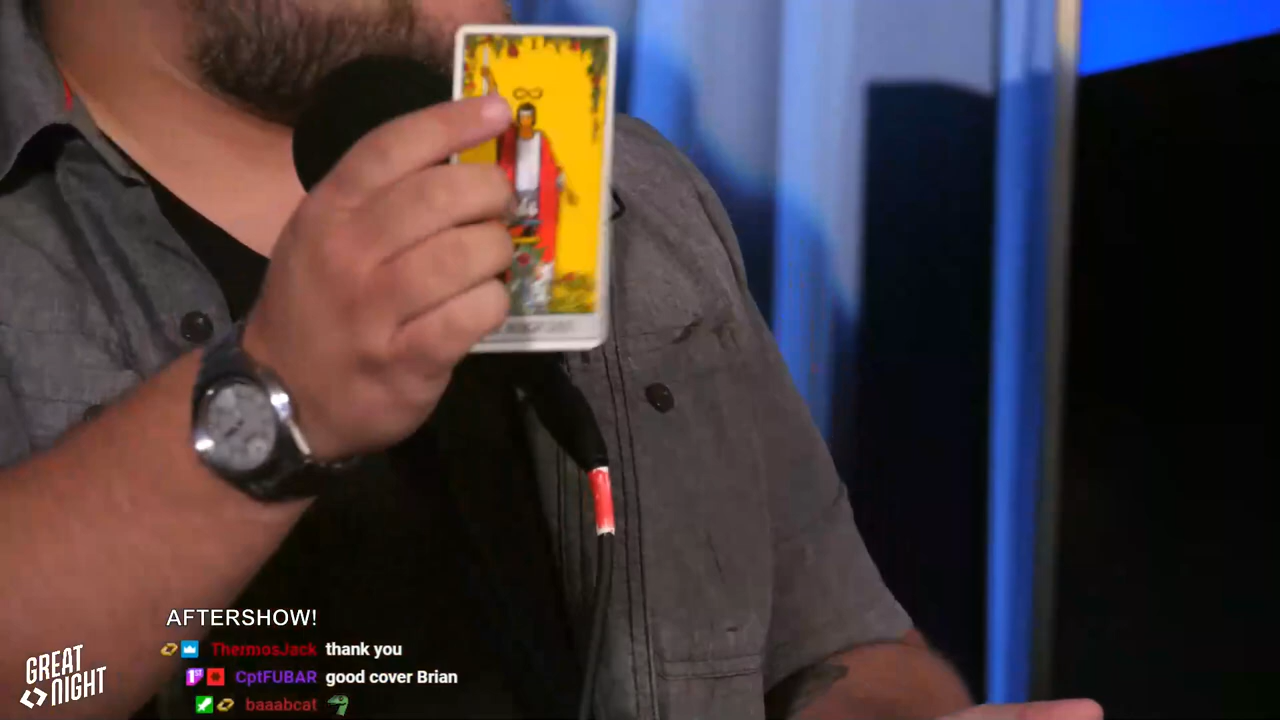 AFTERSHOW!
ThermosJack thank you
CptFUBAR good cover Brian
baaabcat
GREAT
NIGHT